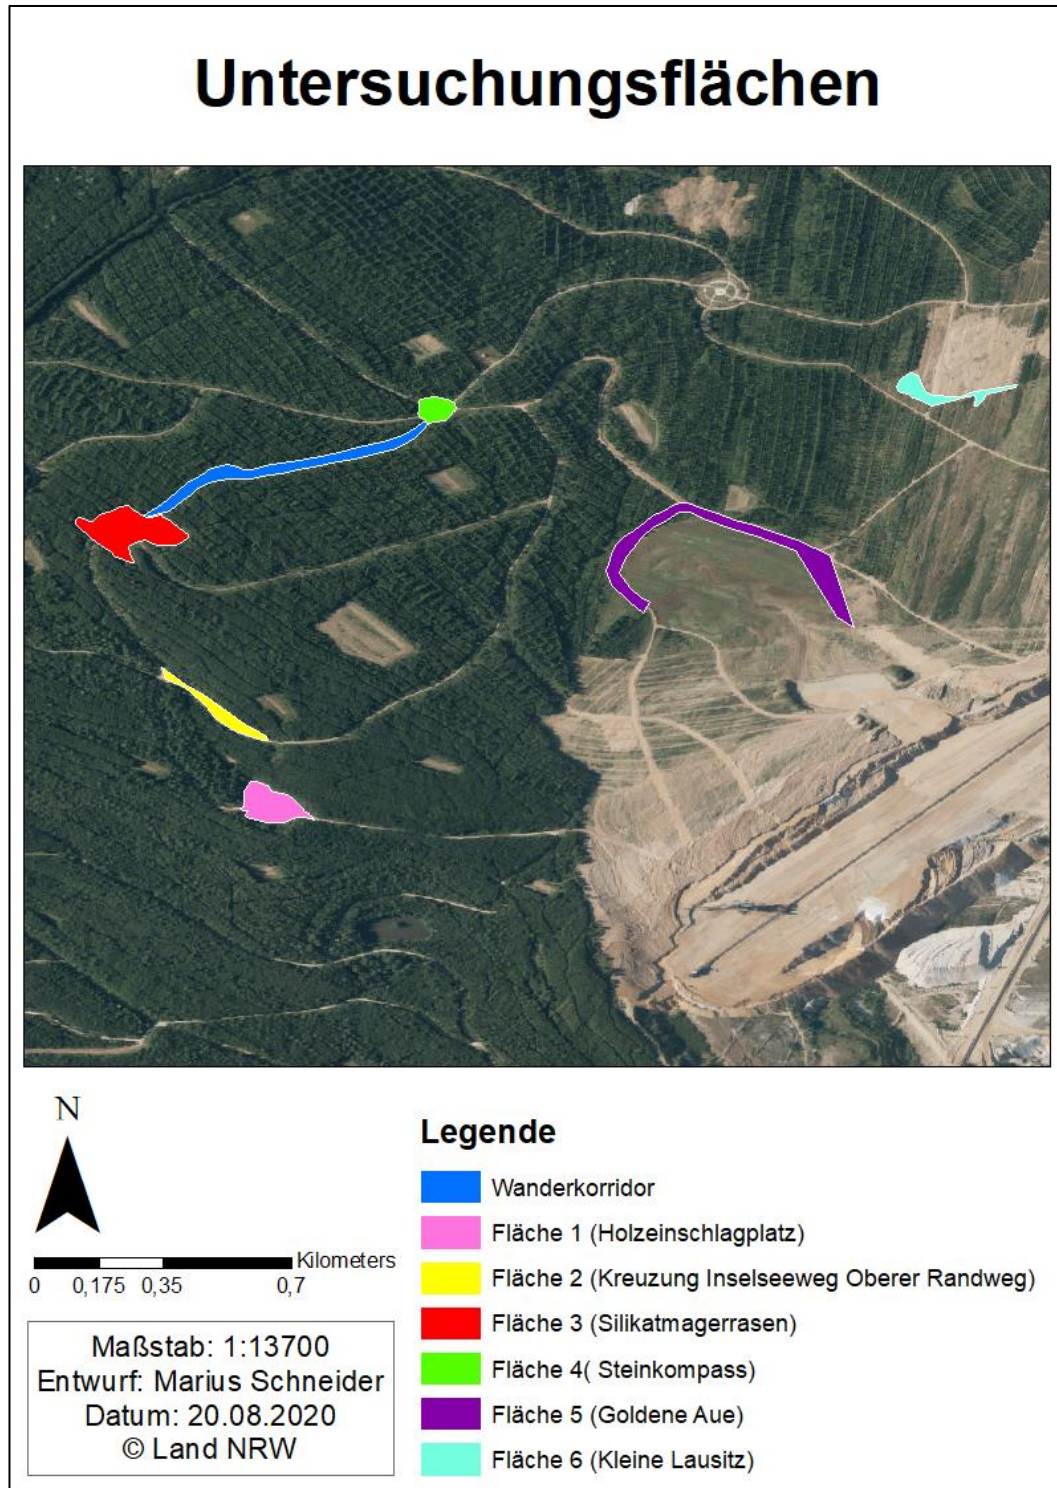 Untersuchungsflächen
N
Kilometers
0 0,175 0,35 0,7
Maßstab: 1:13700
Entwurf: Marius Schneider
Datum: 20.08.2020
© Land NRW
Legende
Wanderkorridor
Fläche 1 (Holzeinschlagplatz)
Fläche 2 (Kreuzung Inselseeweg Oberer Randweg)
Fläche 3 (Silikatmagerrasen)
Fläche 4( Steinkompass)
Fläche 5 (Goldene Aue)
Fläche 6 (Kleine Lausitz)